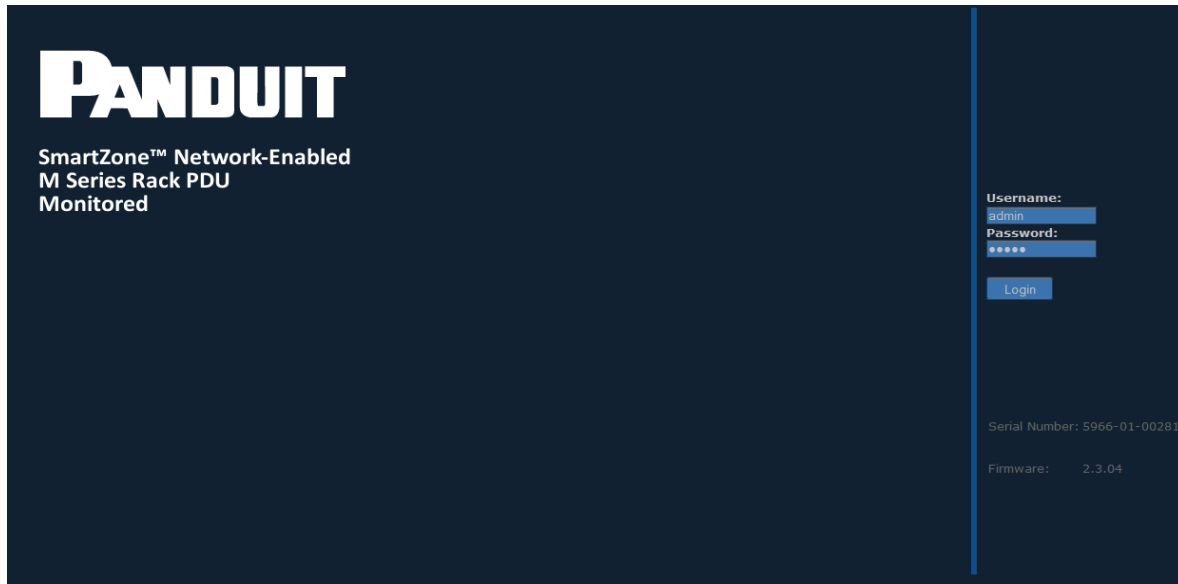 PANDUIT
SmartZone™ Network-Enabled
M Series Rack PDU
Monitored
Username:
admin
Password:
•••••
Login
Serial Number: 5966-01-00281
Firmware: 2.3.04